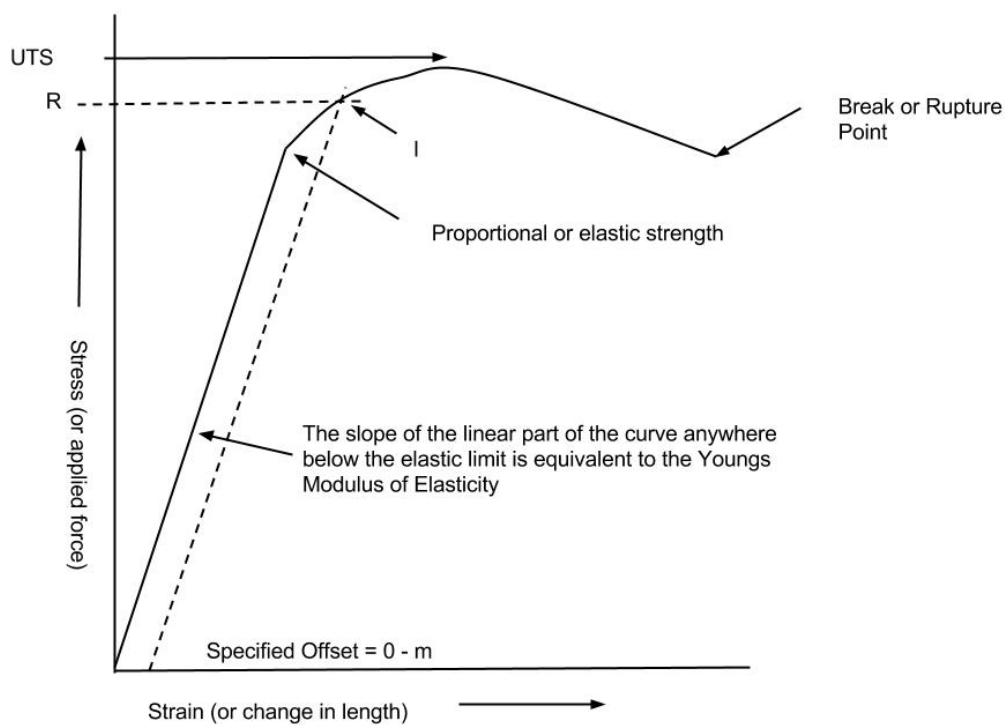 UTS
R
Break or Rupture
Point
I
Proportional or elastic strength
Stress (or applied force)
The slope of the linear part of the curve anywhere
below the elastic limit is equivalent to the Youngs
Modulus of Elasticity
Specified Offset = 0 - m
Strain (or change in length)